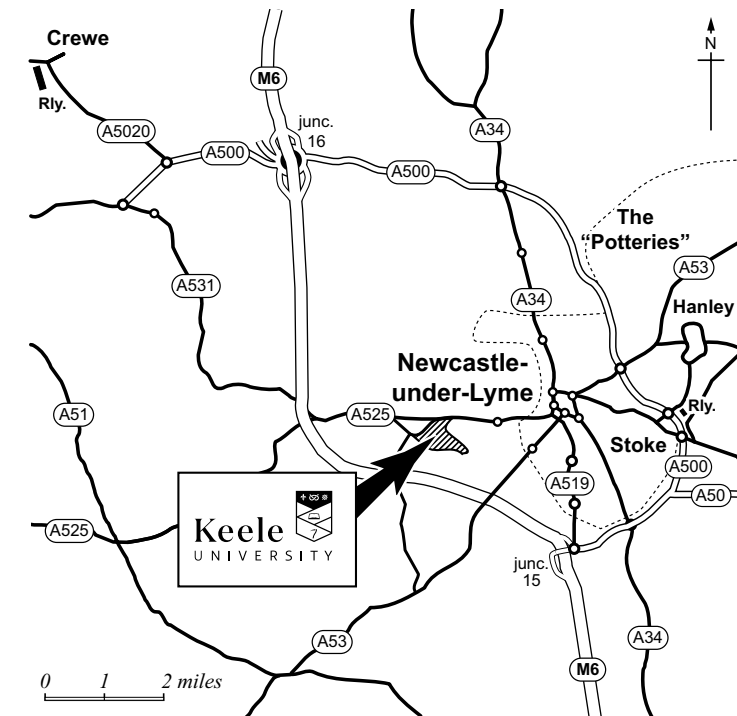 Crewe
Rly.
M6
junc.
16
N
A5020
A500
A34
A500
The
“Potteries”
A53
A531
A34
Hanley
Newcastle-
under-Lyme
A51
A525
Rly.
Stoke
A500
A519
A50
Keele
UNIVERSITY
A525
junc.
15
A53
A34
M6
0 1 2 miles